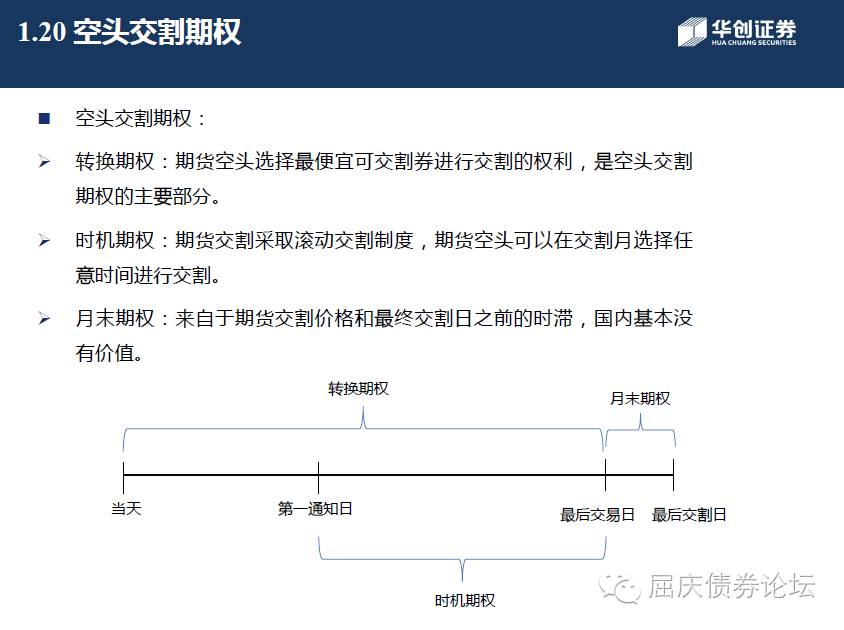 1.20 空头交割期权
华创证券
HUA CHUANG SECURITIES
空头交割期权：
转换期权：期货空头选择最便宜可交割券进行交割的权利，是空头交割
期权的主要部分。
时机期权：期货交割采取滚动交割制度，期货空头可以在交割月选择任
意时间进行交割。
月末期权：来自于期货交割价格和最终交割日之前的时滞，国内基本没
有价值。
转换期权
月末期权
当天
第一通知日
最后交易日
最后交割日
时机期权
屈庆债券论坛